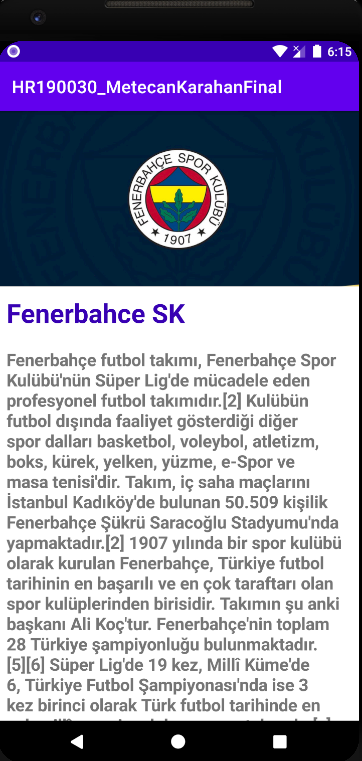 6:15
HR190030_MetecanKarahanFinal
FENERBAHÇE SPOR KULÜBÜ
1907
Fenerbahce SK
Fenerbahçe futbol takımı, Fenerbahçe Spor
Kulübü'nün Süper Lig'de mücadele eden
profesyonel futbol takımıdır.[2] Kulübün
futbol dışında faaliyet gösterdiği diğer
spor dalları basketbol, voleybol, atletizm,
boks, kürek, yelken, yüzme, e-Spor ve
masa tenisi'dir. Takım, iç saha maçlarını
İstanbul Kadıköy'de bulunan 50.509 kişilik
Fenerbahçe Şükrü Saracoğlu Stadyumu'nda
yapmaktadır.[2] 1907 yılında bir spor kulübü
olarak kurulan Fenerbahçe, Türkiye futbol
tarihinin en başarılı ve en çok taraftarı olan
spor kulüplerinden birisidir. Takımın şu anki
başkanı Ali Koç'tur. Fenerbahçe'nin toplam
28 Türkiye şampiyonluğu bulunmaktadır.
[5][6] Süper Lig'de 19 kez, Millî Küme'de
6, Türkiye Futbol Şampiyonası'nda ise 3
kez birinci olarak Türk futbol tarihinde en